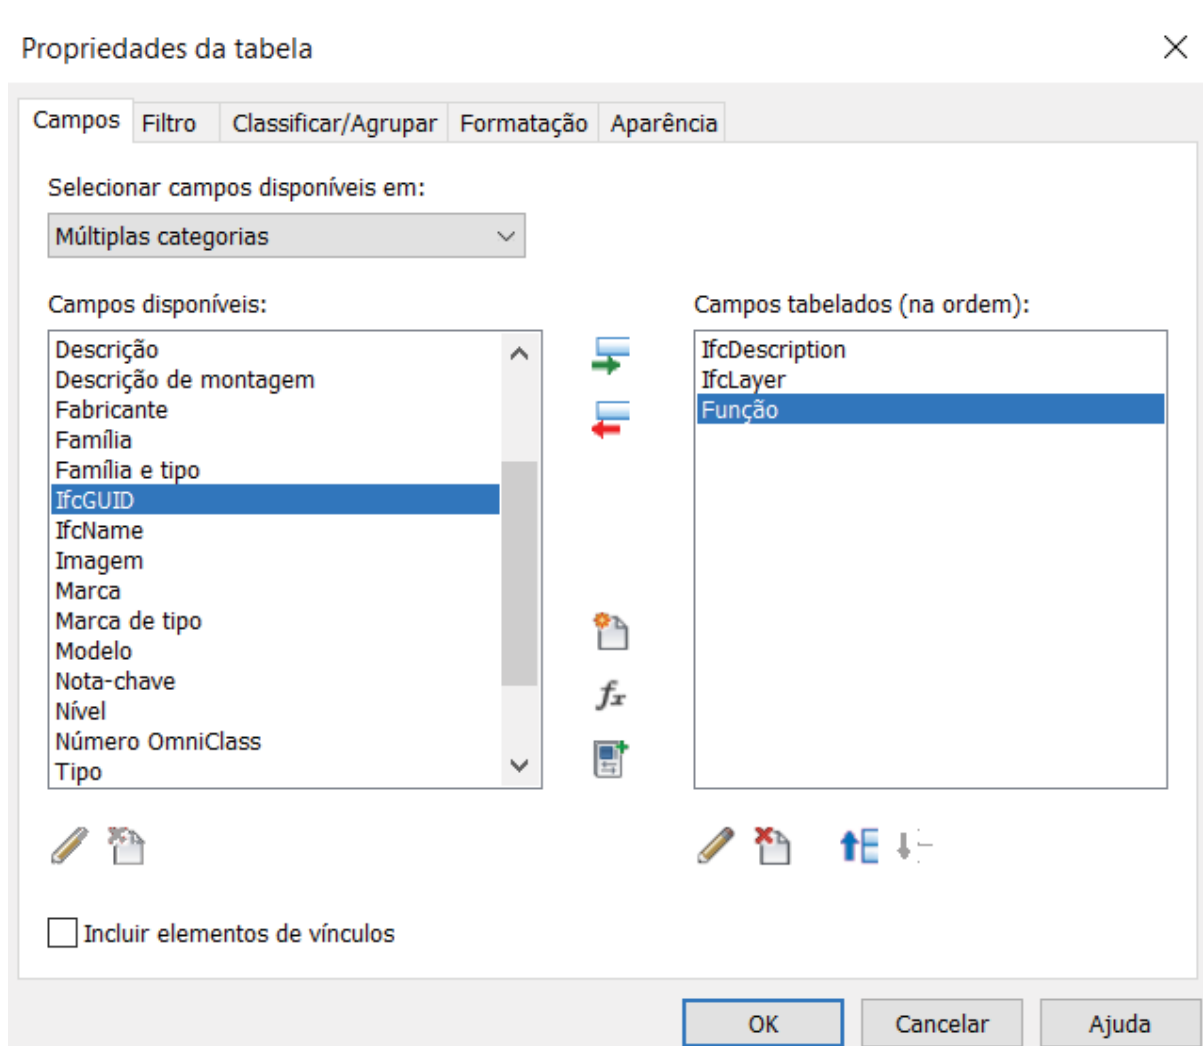 Propriedades da tabela
Campos Filtro Classificar/Agrupar Formatação Aparência
Selecionar campos disponíveis em:
Múltiplas categorias
Campos disponíveis:
Descrição
Descrição de montagem
Fabricante
Família
Família e tipo
IfcGUID
IfcName
Imagem
Marca
Marca de tipo
Modelo
Nota-chave
Nível
Número OmniClass
Tipo
fx
Campos tabelados (na ordem):
IfcDescription
IfcLayer
Função
Incluir elementos de vínculos
OK Cancelar Ajuda